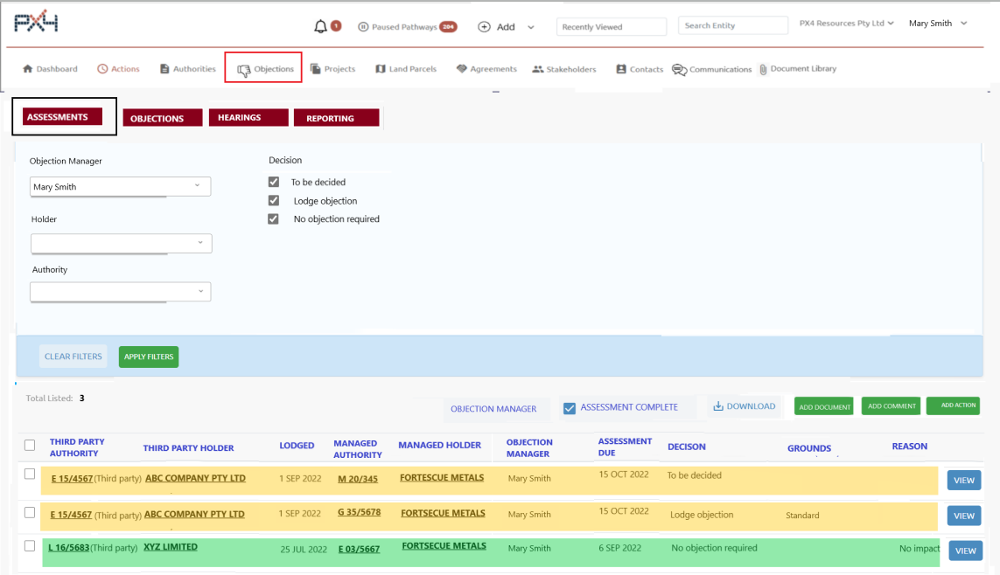 PX4
1 Paused Pathways 204 Add Recently Viewed Search Entity PX4 Resources Pty Ltd Mary Smith
Dashboard Actions Authorities Objections Projects Land Parcels Agreements Stakeholders Contacts Communications Document Library
ASSESSMENTS OBJECTIONS HEARINGS REPORTING
Objection Manager Decision
Mary Smith To be decided
Lodge objection
Holder No objection required
Authority
CLEAR FILTERS APPLY FILTERS
Total Listed: 3
OBJECTION MANAGER ASSESSMENT COMPLETE DOWNLOAD ADD DOCUMENT ADD COMMENT ADD ACTION
THIRD PARTY AUTHORITY THIRD PARTY HOLDER LODGED MANAGED AUTHORITY MANAGED HOLDER OBJECTION MANAGER ASSESSMENT DUE DECISON GROUNDS REASON
E 15/4567 (Third party) ABC COMPANY PTY LTD 1 SEP 2022 M 20/345 FORTESCUE METALS Mary Smith 15 OCT 2022 To be decided VIEW
E 15/4567 (Third party) ABC COMPANY PTY LTD 1 SEP 2022 G 35/5678 FORTSECUE METALS Mary Smith 15 OCT 2022 Lodge objection Standard VIEW
L 16/5683 (Third party) XYZ LIMITED 25 JUL 2022 E 03/5667 FORTSECUE METALS Mary Smith 6 SEP 2022 No objection required No impact VIEW